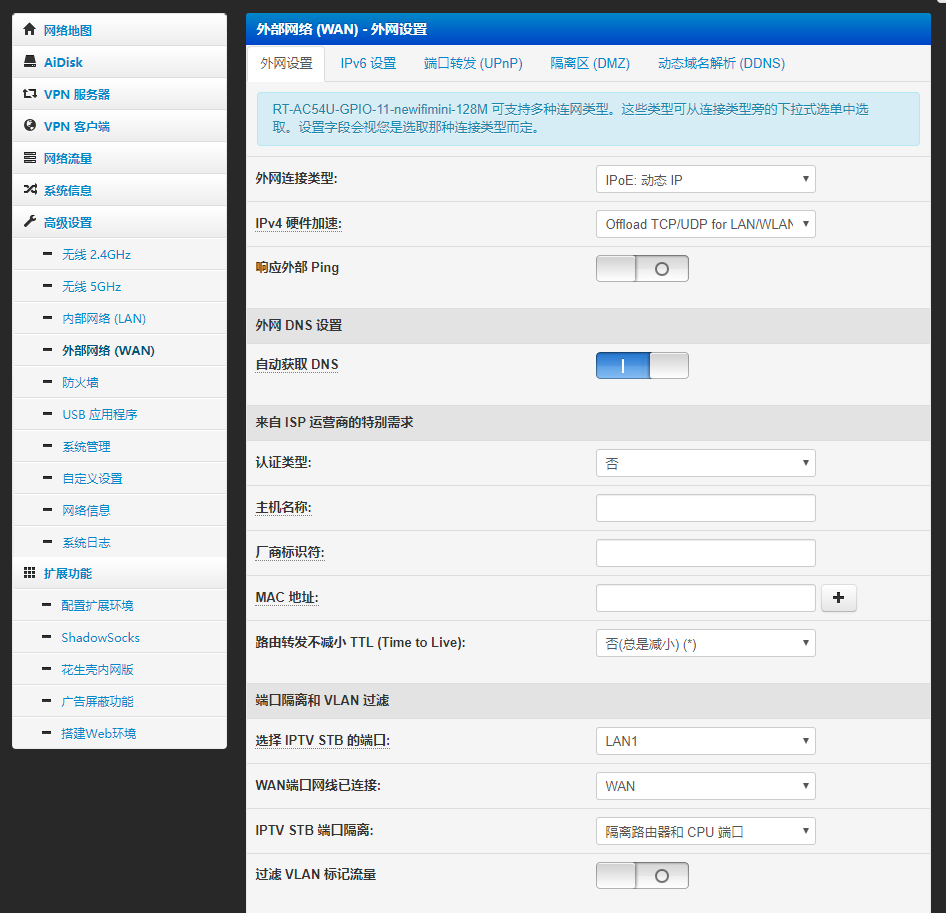 网络地图
AiDisk
VPN 服务器
VPN 客户端
网络流量
系统信息
高级设置
无线 2.4GHz
无线 5GHz
内部网络 (LAN)
外部网络 (WAN)
防火墙
USB 应用程序
系统管理
自定义设置
网络信息
系统日志
扩展功能
配置扩展环境
ShadowSocks
花生壳内网版
广告屏蔽功能
搭建Web环境
外部网络 (WAN) - 外网设置
外网设置 IPv6 设置 端口转发 (UPnP) 隔离区 (DMZ) 动态域名解析 (DDNS)
RT-AC54U-GPIO-11-newifimini-128M 可支持多种连网类型。这些类型可从连接类型旁的下拉式选单中选
取。设置字段会视您是选取那种连接类型而定。
外网连接类型: IPoE: 动态 IP
IPv4 硬件加速: Offload TCP/UDP for LAN/WLAN
响应外部 Ping
外网 DNS 设置
自动获取 DNS
来自 ISP 运营商的特别需求
认证类型: 否
主机名称:
厂商标识符:
MAC 地址:
路由转发不减小 TTL (Time to Live): 否(总是减小) (*)
端口隔离和 VLAN 过滤
选择 IPTV STB 的端口: LAN1
WAN端口网线已连接: WAN
IPTV STB 端口隔离: 隔离路由器和 CPU 端口
过滤 VLAN 标记流量